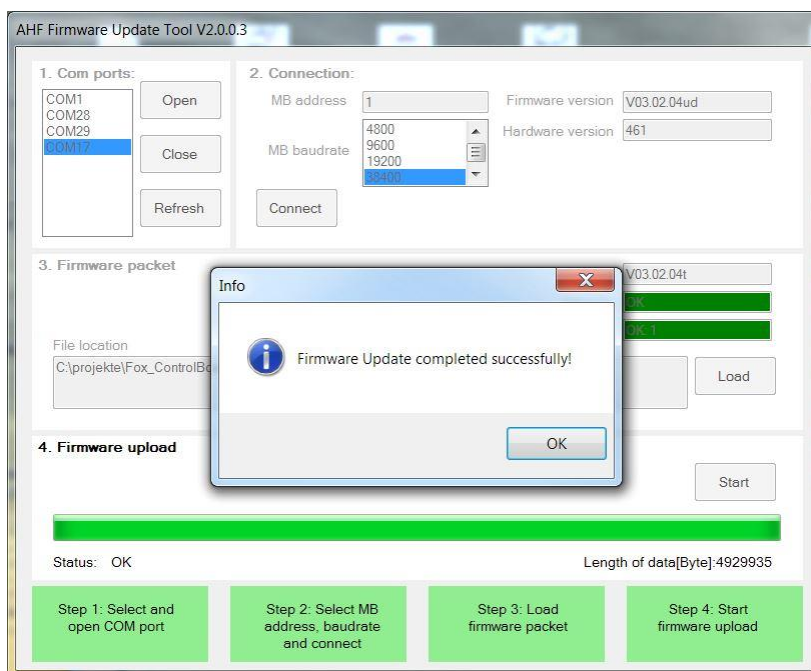 AHF Firmware Update Tool V2.0.0.3
1. Com ports:
COM1
COM28
COM29
COM17
Open
Close
Refresh
2. Connection:
MB address
1
MB baudrate
4800
9600
19200
38400
Connect
Firmware version
V03.02.04ud
Hardware version
461
3. Firmware packet
V03.02.04t
OK
OK: 1
File location
C:\projekte\Fox_ControlBo
Load
Info
Firmware Update completed successfully!
OK
4. Firmware upload
Start
Status: OK
Length of data[Byte]:4929935
Step 1: Select and
open COM port
Step 2: Select MB
address, baudrate
and connect
Step 3: Load
firmware packet
Step 4: Start
firmware upload